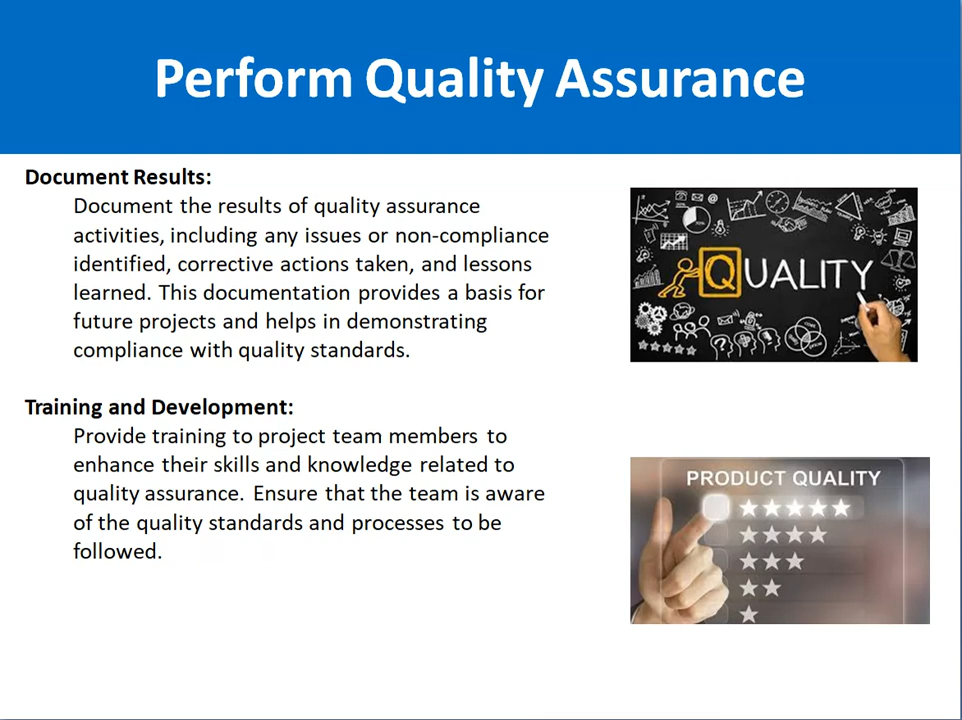 Perform Quality Assurance
Document Results:
Document the results of quality assurance
activities, including any issues or non-compliance
identified, corrective actions taken, and lessons
learned. This documentation provides a basis for
future projects and helps in demonstrating
compliance with quality standards.
Training and Development:
Provide training to project team members to
enhance their skills and knowledge related to
quality assurance. Ensure that the team is aware
of the quality standards and processes to be
followed.
QUALITY
PRODUCT QUALITY